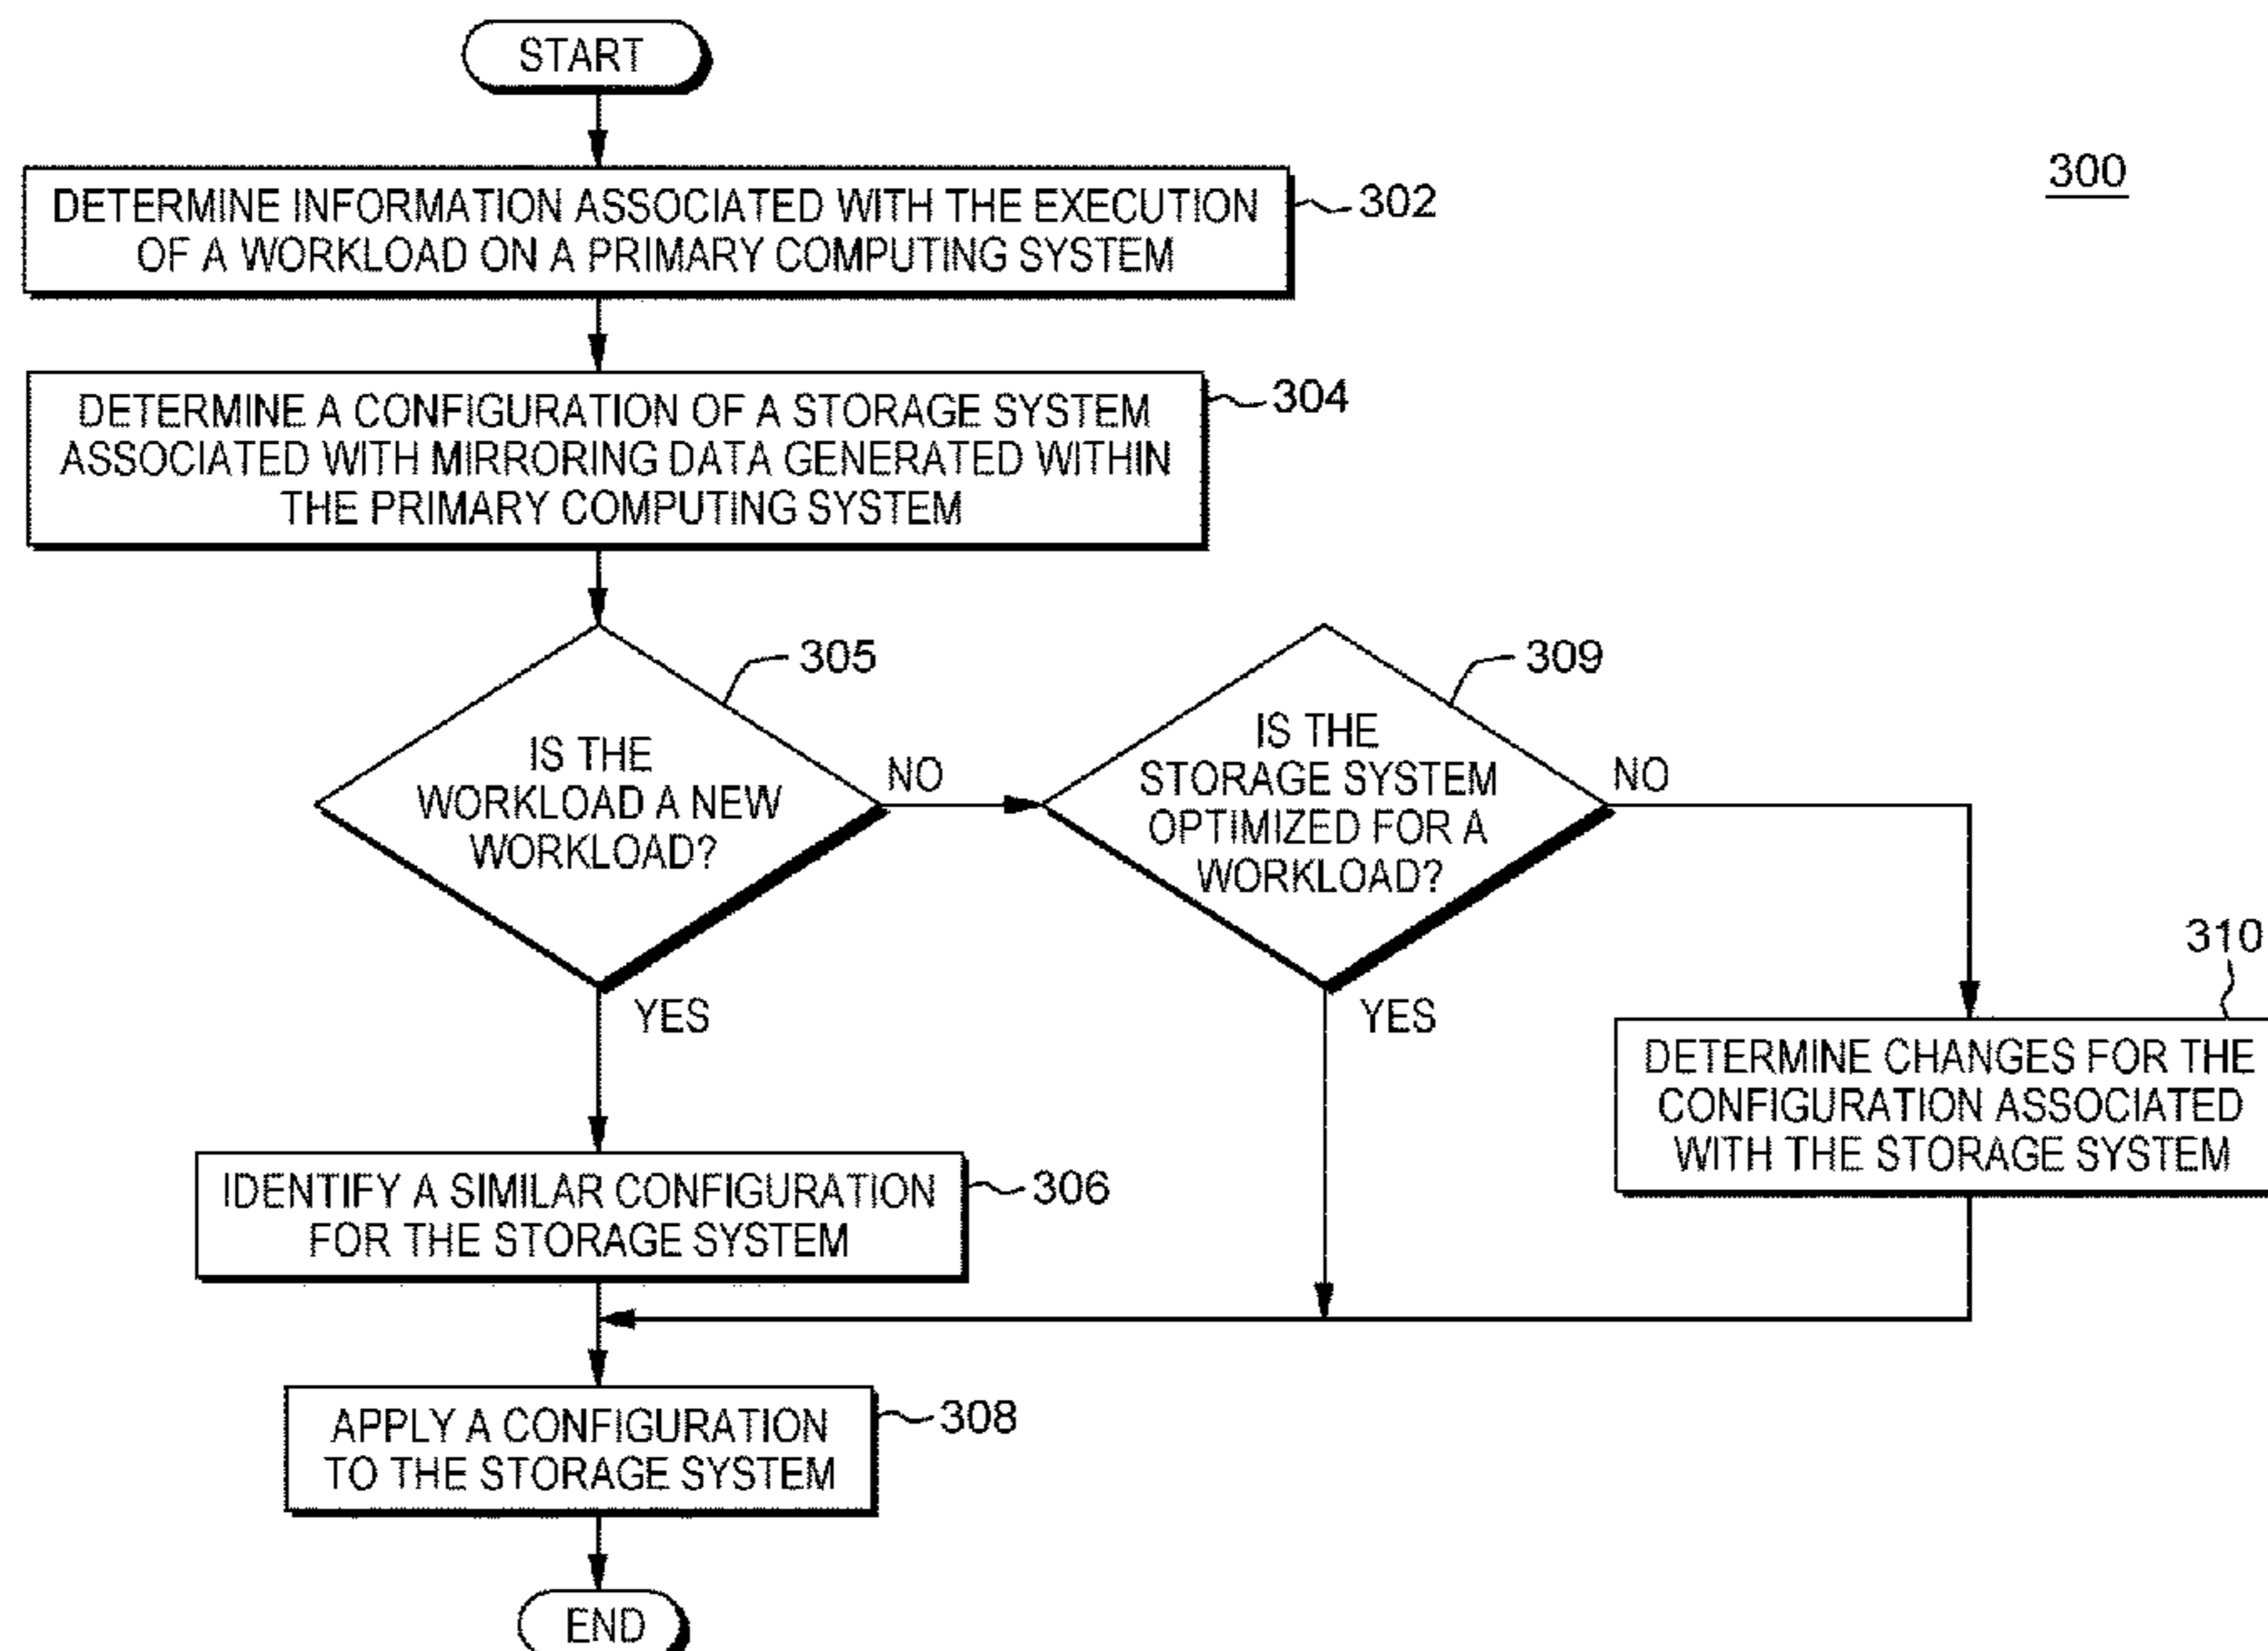 START
300
DETERMINE INFORMATION ASSOCIATED WITH THE EXECUTION
OF A WORKLOAD ON A PRIMARY COMPUTING SYSTEM
302
DETERMINE A CONFIGURATION OF A STORAGE SYSTEM
ASSOCIATED WITH MIRRORING DATA GENERATED WITHIN
THE PRIMARY COMPUTING SYSTEM
304
305
IS THE
WORKLOAD A NEW
WORKLOAD?
NO
YES
309
IS THE
STORAGE SYSTEM
OPTIMIZED FOR A
WORKLOAD?
NO
YES
310
DETERMINE CHANGES FOR THE
CONFIGURATION ASSOCIATED
WITH THE STORAGE SYSTEM
IDENTIFY A SIMILAR CONFIGURATION
FOR THE STORAGE SYSTEM
306
APPLY A CONFIGURATION
TO THE STORAGE SYSTEM
308
END